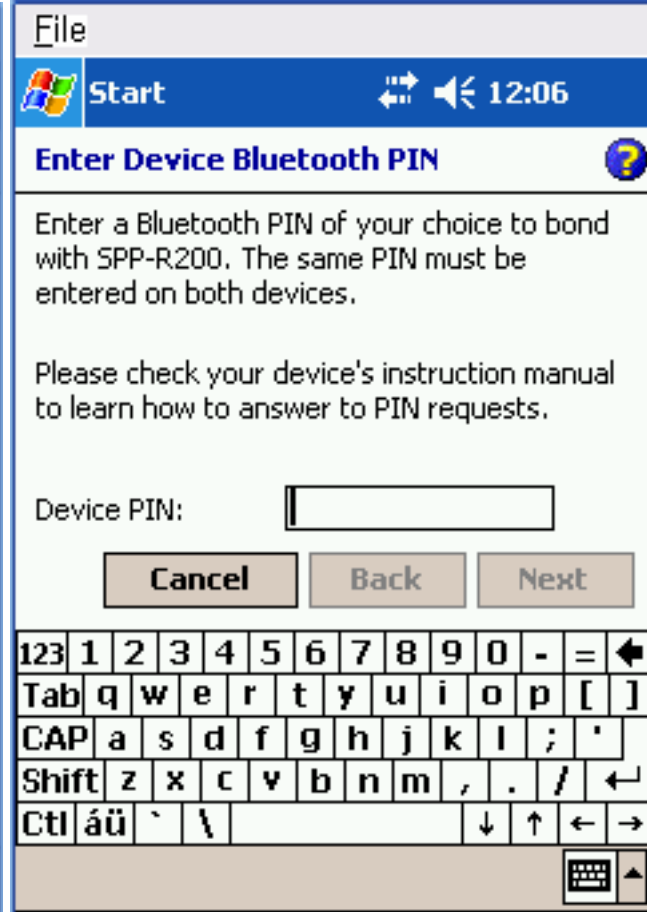 File
Start 12:06
Enter Device Bluetooth PIN ?
Enter a Bluetooth PIN of your choice to bond
with SPP-R200. The same PIN must be
entered on both devices.
Please check your device's instruction manual
to learn how to answer to PIN requests.
Device PIN:
Cancel Back Next
123 1 2 3 4 5 6 7 8 9 0 - =
Tab q w e r t y u i o p [ ]
CAP a s d f g h j k l ; '
Shift z x c v b n m , . /
Ctl áü ` \ ↓ ↑ ← →